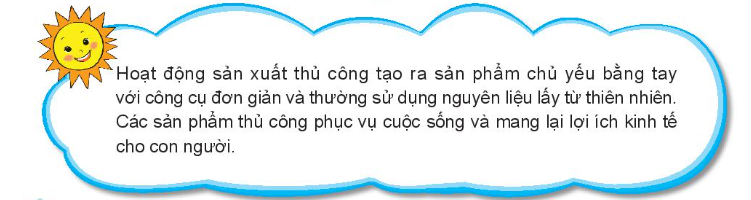 Hoạt động sản xuất thủ công tạo ra sản phẩm chủ yếu bằng tay
với công cụ đơn giản và thường sử dụng nguyên liệu lấy từ thiên nhiên.
Các sản phẩm thủ công phục vụ cuộc sống và mang lại lợi ích kinh tế
cho con người.